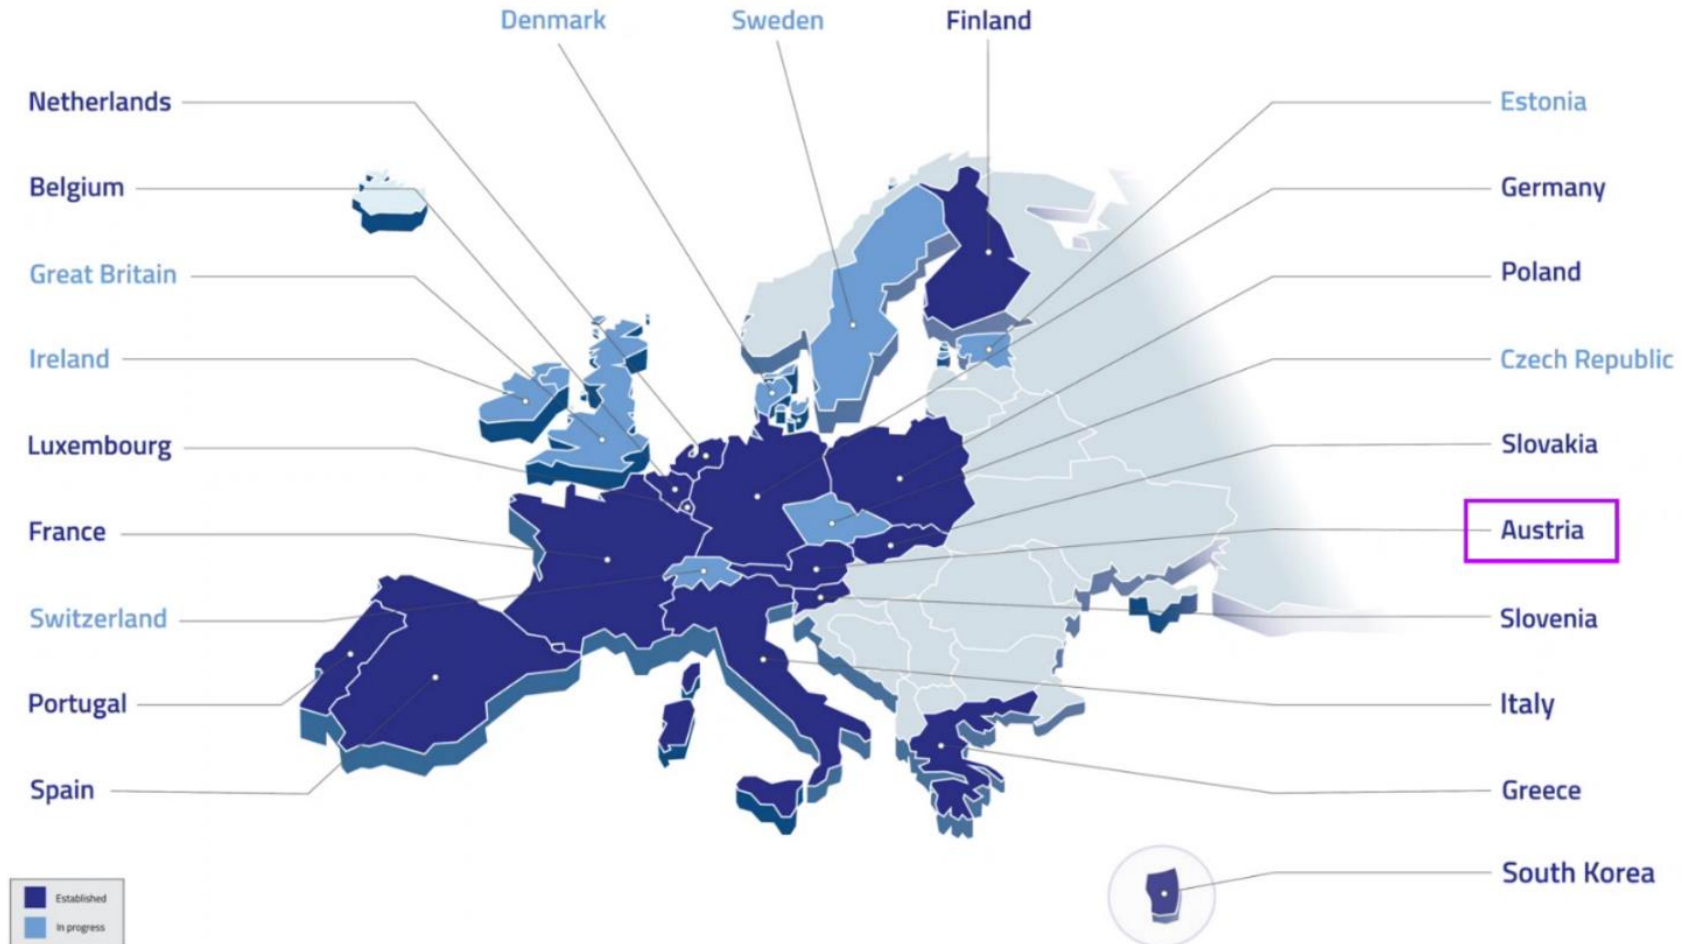 Denmark
Sweden
Finland
Netherlands
Belgium
Great Britain
Ireland
Luxembourg
France
Switzerland
Portugal
Spain
Estonia
Germany
Poland
Czech Republic
Slovakia
Austria
Slovenia
Italy
Greece
South Korea
Established
In progress